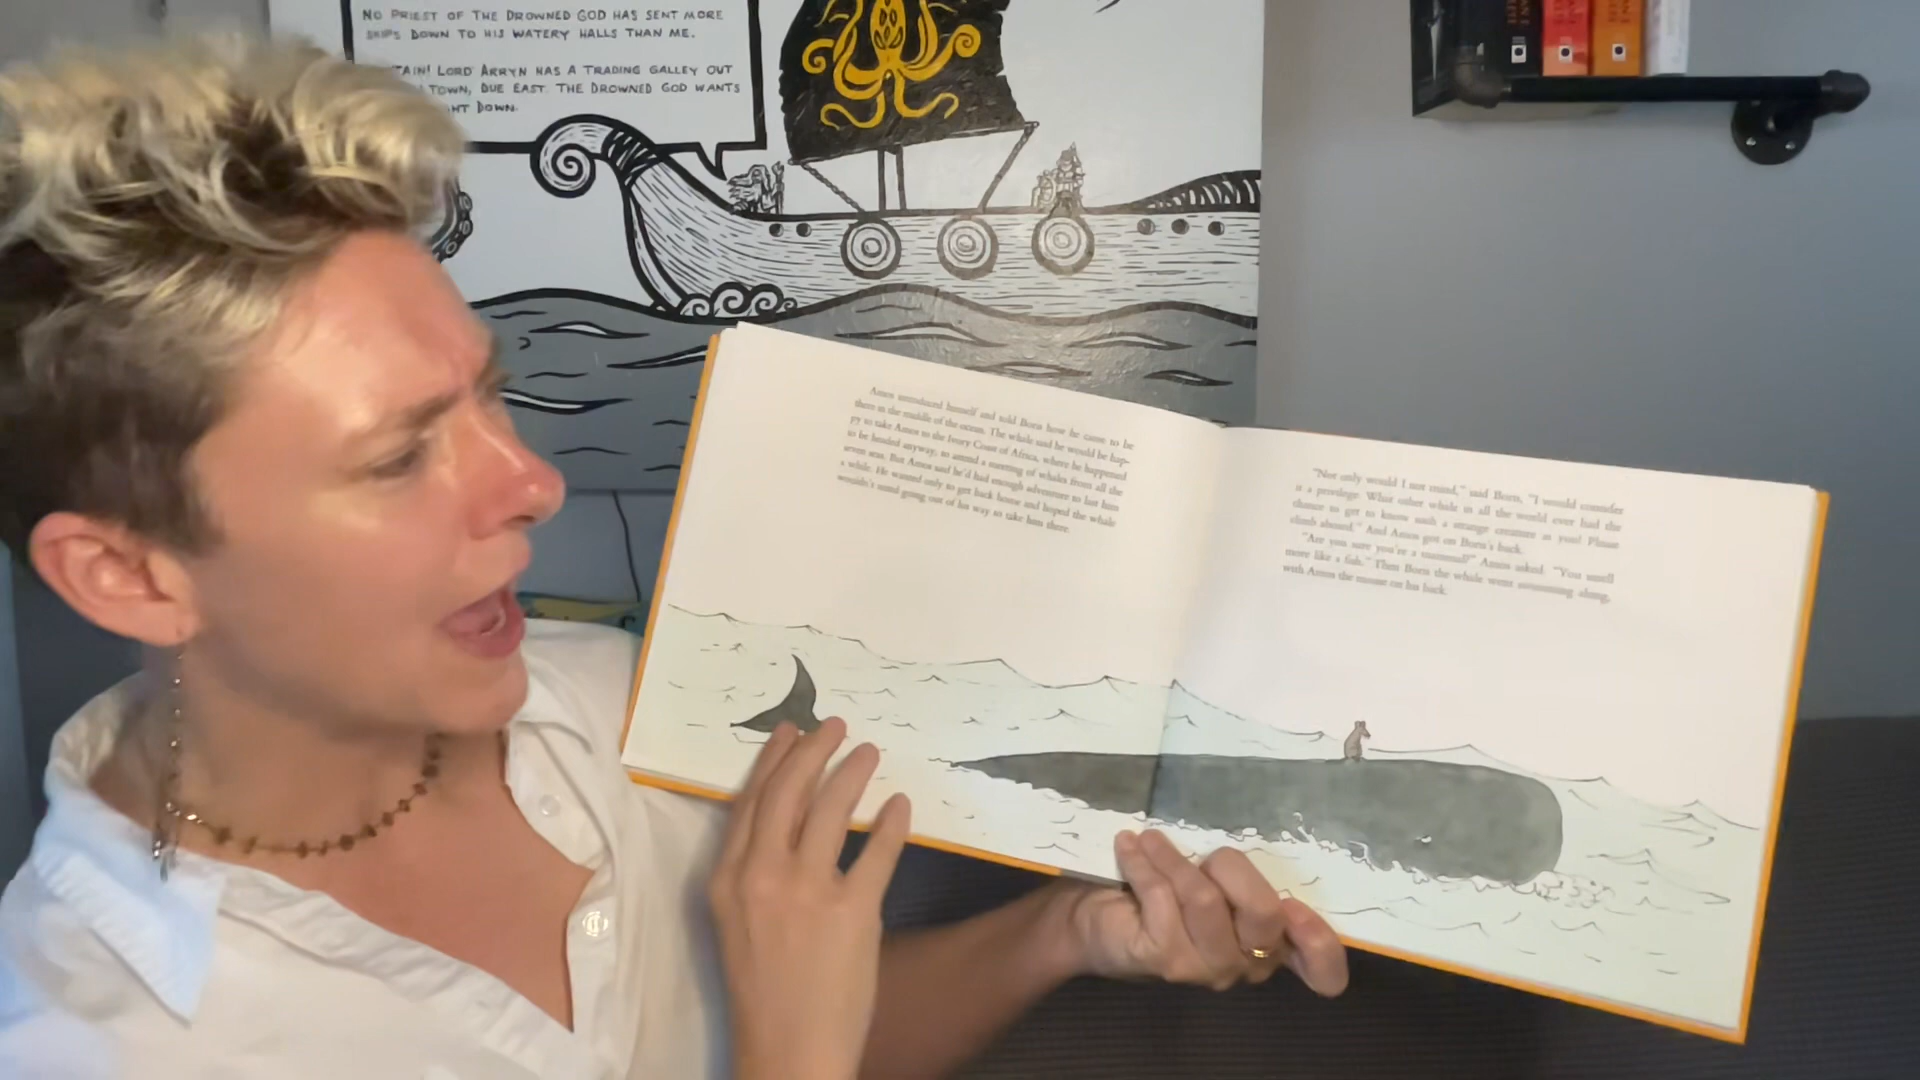 NO PRIEST OF THE DROWNED GOD HAS SENT MORE
SHIPS DOWN TO HIS WATERY HALLS THAN ME.
TAIN! LORD ARRYN HAS A TRADING GALLEY OUT
TOWN, DUE EAST. THE DROWNED GOD WANTS
HT DOWN.
Amos introduced himself and told Boris how he came to be
there in the middle of the ocean. The whale said he would be hap-
py to take Amos to the Ivory Coast of Africa, where he happened
to be headed anyway, to attend a meeting of whales from all the
seven seas. But Amos said he'd had enough adventure to last him
a while. He wanted only to get back home and hoped the whale
wouldn't mind going out of his way to take him there.
"Not only would I not mind," said Boris, "I would consider
it a privilege. What other whale in all the world ever had the
chance to get to know such a strange creature as you! Please
climb aboard." And Amos got on Boris's back.
"Are you sure you're a mammal?" Amos asked. "You smell
more like a fish." Then Boris the whale went swimming along,
with Amos the mouse on his back.